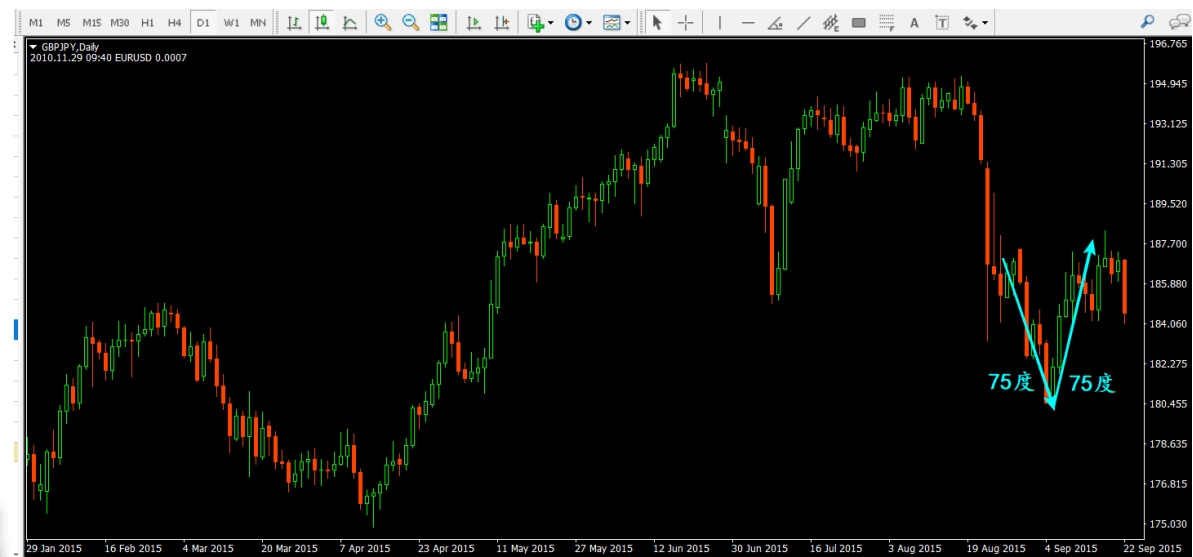 M1 M5 M15 M30 H1 H4 D1 W1 MN
GBPJPY,Daily
2010.11.29 09:40 EURUSD 0.0007
196.765
194.945
193.125
191.305
189.520
187.700
185.880
184.060
182.275
180.455
178.635
176.815
175.030
75度 75度
29 Jan 2015 16 Feb 2015 4 Mar 2015 20 Mar 2015 7 Apr 2015 23 Apr 2015 11 May 2015 27 May 2015 12 Jun 2015 30 Jun 2015 16 Jul 2015 3 Aug 2015 19 Aug 2015 4 Sep 2015 22 Sep 2015